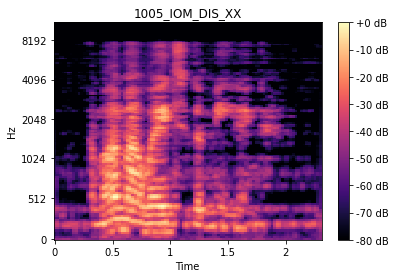 1005_IOM_DIS_XX
+0 dB
8192
-10 dB
4096
-20 dB
-30 dB
2048
Hz
-40 dB
1024
-50 dB
512
-60 dB
-70 dB
0
-80 dB
0
0.5
1
1.5
2
Time